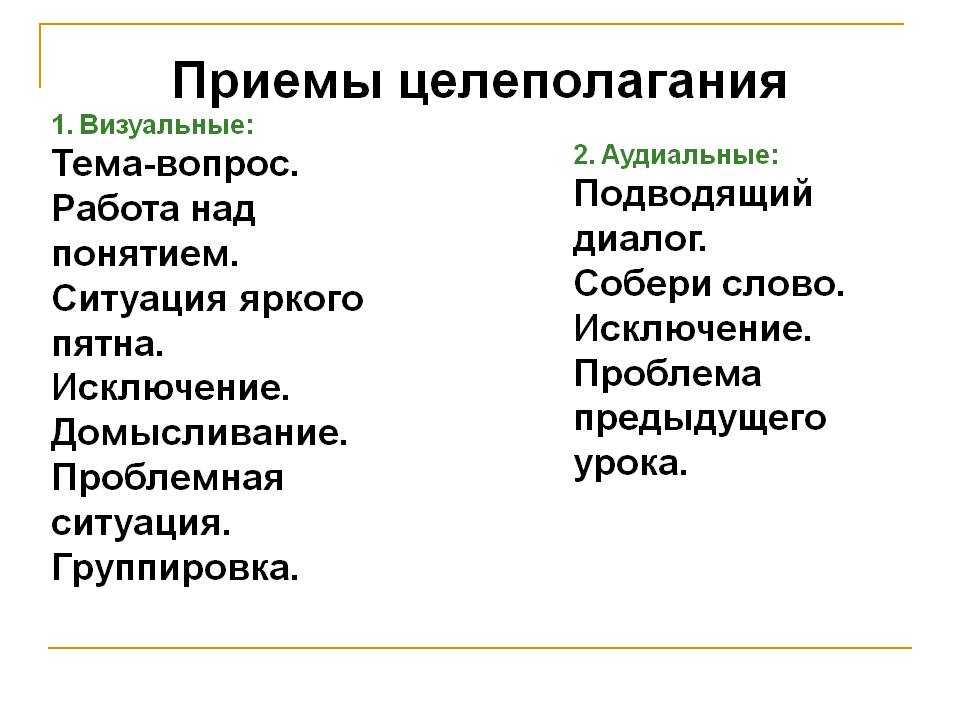 Приемы целеполагания
1. Визуальные:
Тема-вопрос.
Работа над
понятием.
Ситуация яркого
пятна.
Исключение.
Домысливание.
Проблемная
ситуация.
Группировка.
2. Аудиальные:
Подводящий
диалог.
Собери слово.
Исключение.
Проблема
предыдущего
урока.